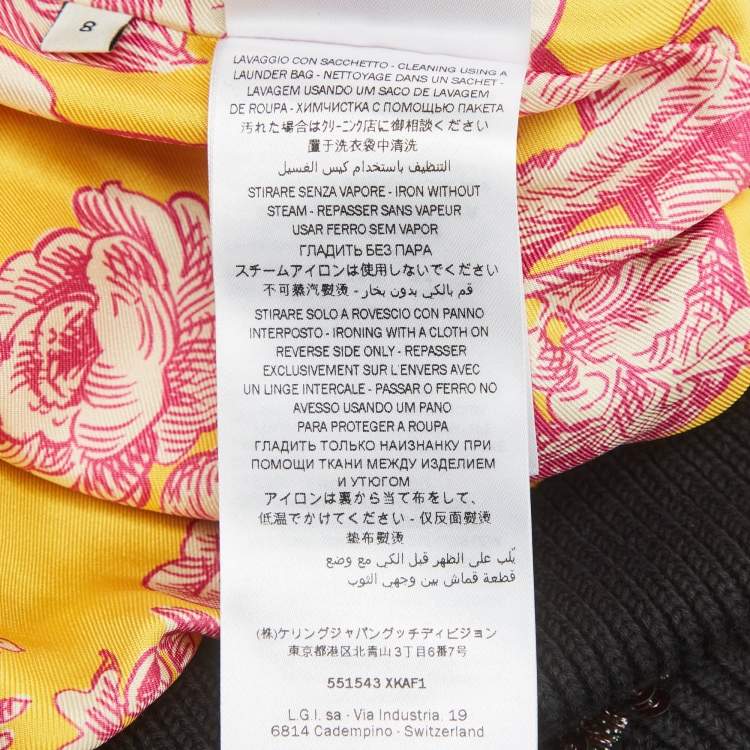 8
LAVAGGIO CON SACCHETTO - CLEANING USING A
LAUNDER BAG - NETTOYAGE DANS UN SACHET -
LAVAGEM USANDO UM SACO DE LAVAGEM
DE ROUPA - ХИМЧИСТКА С ПОМОЩЬЮ ПАКЕТА
汚れた場合はクリーニング店に御相談ください
置于洗衣袋中清洗
التنظيف باستخدام كيس الغسيل
STIRARE SENZA VAPORE - IRON WITHOUT
STEAM - REPASSER SANS VAPEUR
USAR FERRO SEM VAPOR
ГЛАДИТЬ БЕЗ ПАРА
スチームアイロンは使用しないでください
不可蒸汽熨烫 - قم بالكي بدون بخار
STIRARE SOLO A ROVESCIO CON PANNO
INTERPOSTO - IRONING WITH A CLOTH ON
REVERSE SIDE ONLY - REPASSER
EXCLUSIVEMENT SUR L'ENVERS AVEC
UN LINGE INTERCALE - PASSAR O FERRO NO
AVESSO USANDO UM PANO
PARA PROTEGER A ROUPA
ГЛАДИТЬ ТОЛЬКО НАИЗНАНКУ ПРИ
ПОМОЩИ ТКАНИ МЕЖДУ ИЗДЕЛИЕМ
И УТЮГОМ
アイロンは裏から当て布をして、
低温でかけてください - 仅反面熨烫
垫布熨烫
يّلب على الظهر قبل الكي مع وضع
قطعة قماش بين وجهي الثوب
(株)ケリングジャパングッチディビジョン
東京都港区北青山3丁目6番7号
551543 XKAF1
L.G.I. sa - Via Industria, 19
6814 Cadempino - Switzerland